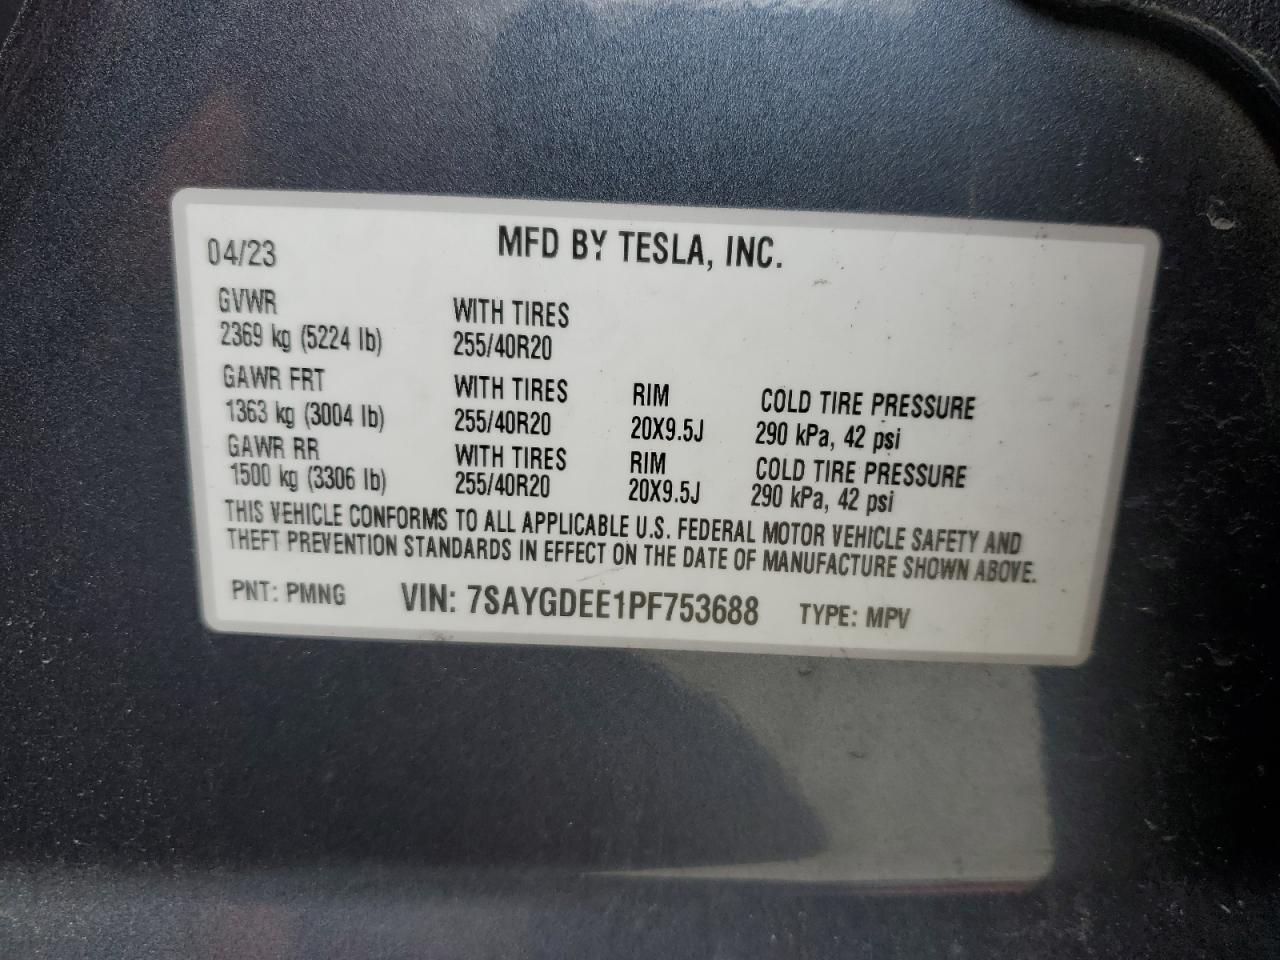 04/23 MFD BY TESLA, INC.
GVWR WITH TIRES
2369 kg (5224 lb) 255/40R20
GAWR FRT WITH TIRES RIM COLD TIRE PRESSURE
1363 kg (3004 lb) 255/40R20 20X9.5J 290 kPa, 42 psi
GAWR RR WITH TIRES RIM COLD TIRE PRESSURE
1500 kg (3306 lb) 255/40R20 20X9.5J 290 kPa, 42 psi
THIS VEHICLE CONFORMS TO ALL APPLICABLE U.S. FEDERAL MOTOR VEHICLE SAFETY AND
THEFT PREVENTION STANDARDS IN EFFECT ON THE DATE OF MANUFACTURE SHOWN ABOVE.
PNT: PMNG VIN: 7SAYGDEE1PF753688 TYPE: MPV